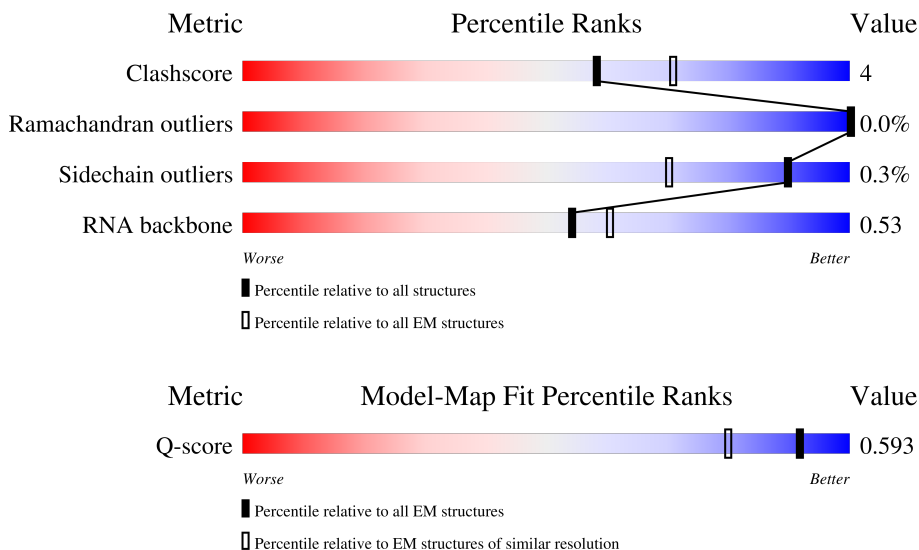 Metric Percentile Ranks Value
Clashscore 4
Ramachandran outliers 0.0%
Sidechain outliers 0.3%
RNA backbone 0.53
Worse Better
Percentile relative to all structures
Percentile relative to all EM structures
Metric Model-Map Fit Percentile Ranks Value
Q-score 0.593
Worse Better
Percentile relative to all EM structures
Percentile relative to EM structures of similar resolution